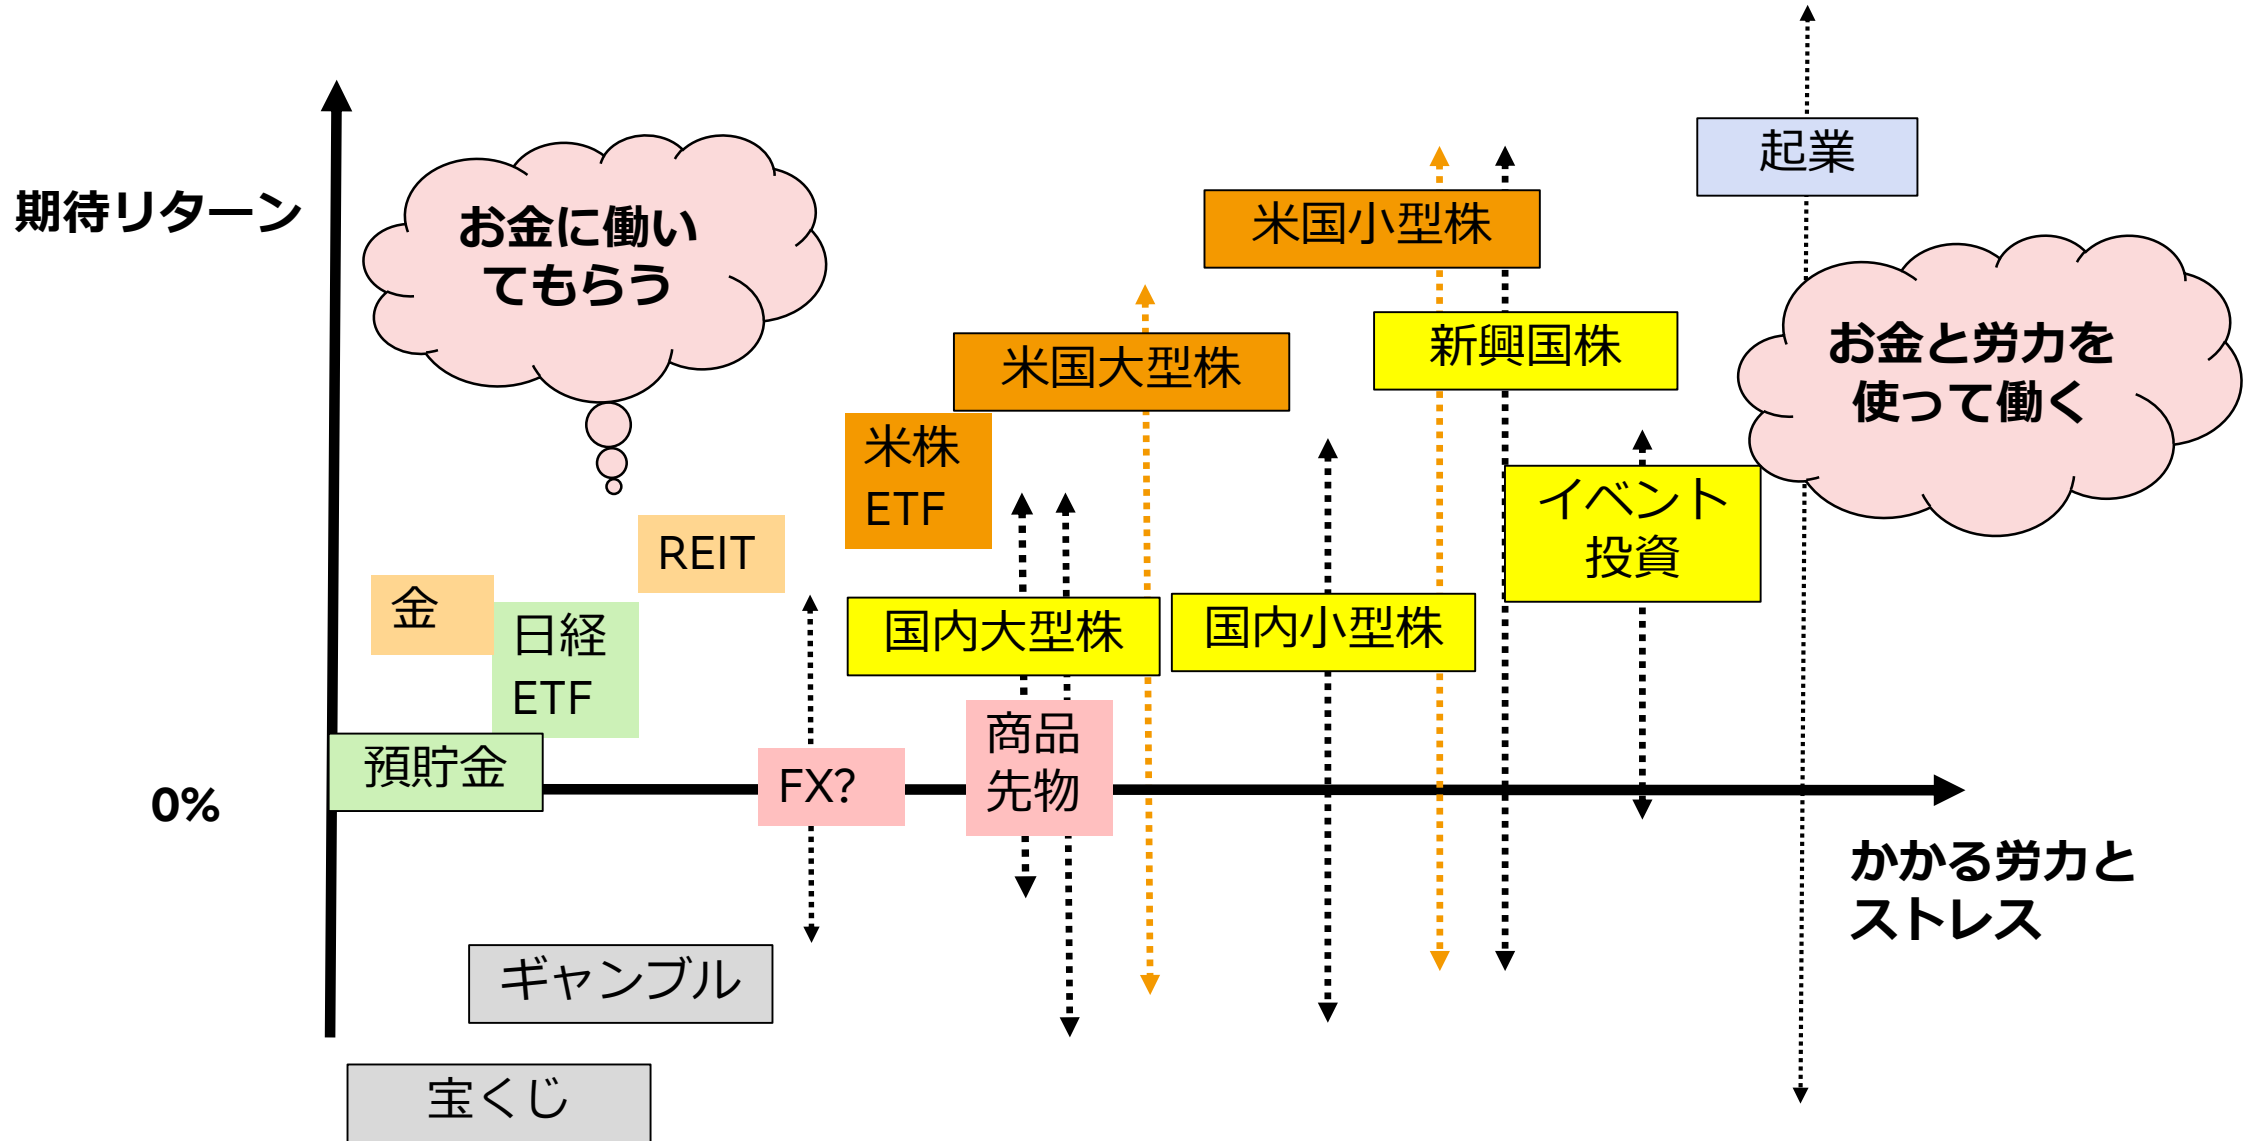 起業
期待リターン
お金に働い
てもらう
米国小型株
お金と労力を
使って働く
新興国株
米国大型株
米株
ETF
イベント
投資
REIT
金
日経
ETF
国内大型株
国内小型株
商品
先物
預貯金
FX?
0%
かかる労力と
ストレス
ギャンブル
宝くじ